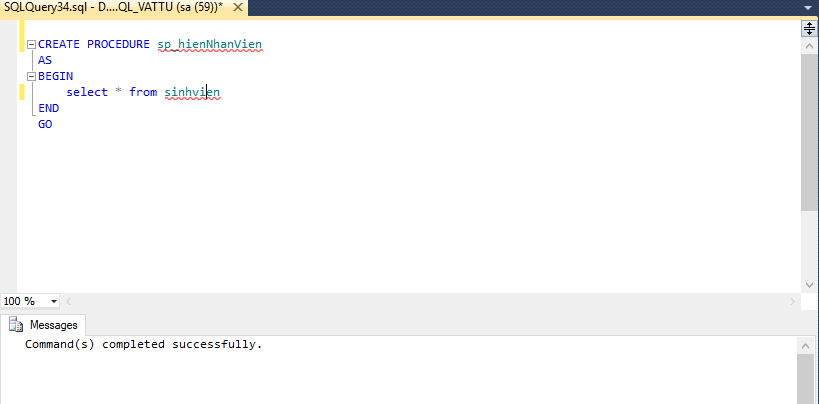 SQLQuery34.sql - D....QL_VATTU (sa (59))*
CREATE PROCEDURE sp_hienNhanVien
AS
BEGIN
select * from sinhvien
END
GO
100 %
Messages
Command(s) completed successfully.